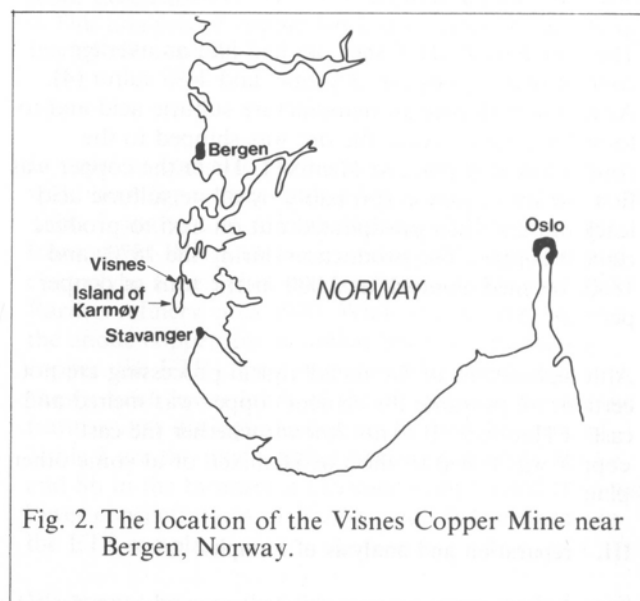 Bergen
Oslo
Visnes
Island of
Karmøy
NORWAY
Stavanger
Fig. 2. The location of the Visnes Copper Mine near
Bergen, Norway.